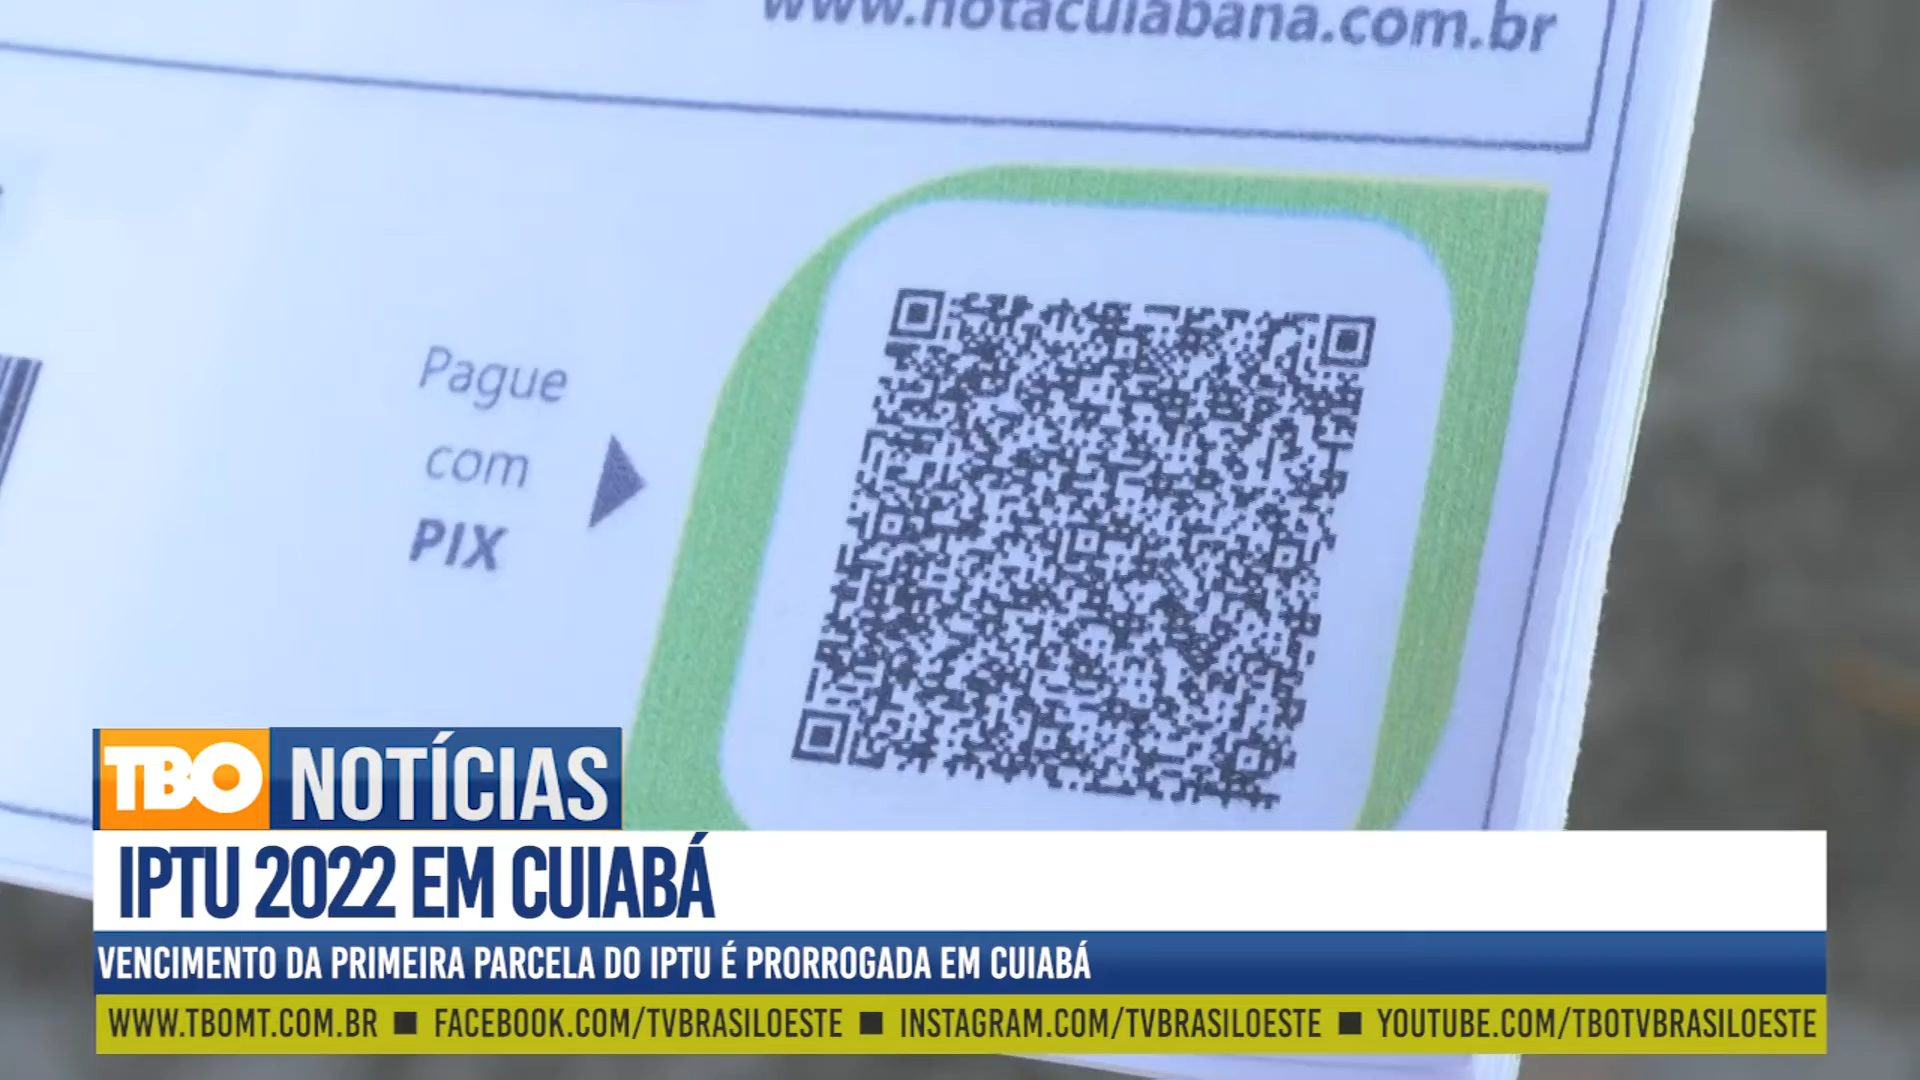 www.notacuiabana.com.br
Pague
com
PIX
TBO NOTÍCIAS
IPTU 2022 EM CUIABÁ
VENCIMENTO DA PRIMEIRA PARCELA DO IPTU É PRORROGADA EM CUIABÁ
WWW.TBOMT.COM.BR ■ FACEBOOK.COM/TVBRASILOESTE ■ INSTAGRAM.COM/TVBRASILOESTE ■ YOUTUBE.COM/TBOTVBRASILOESTE